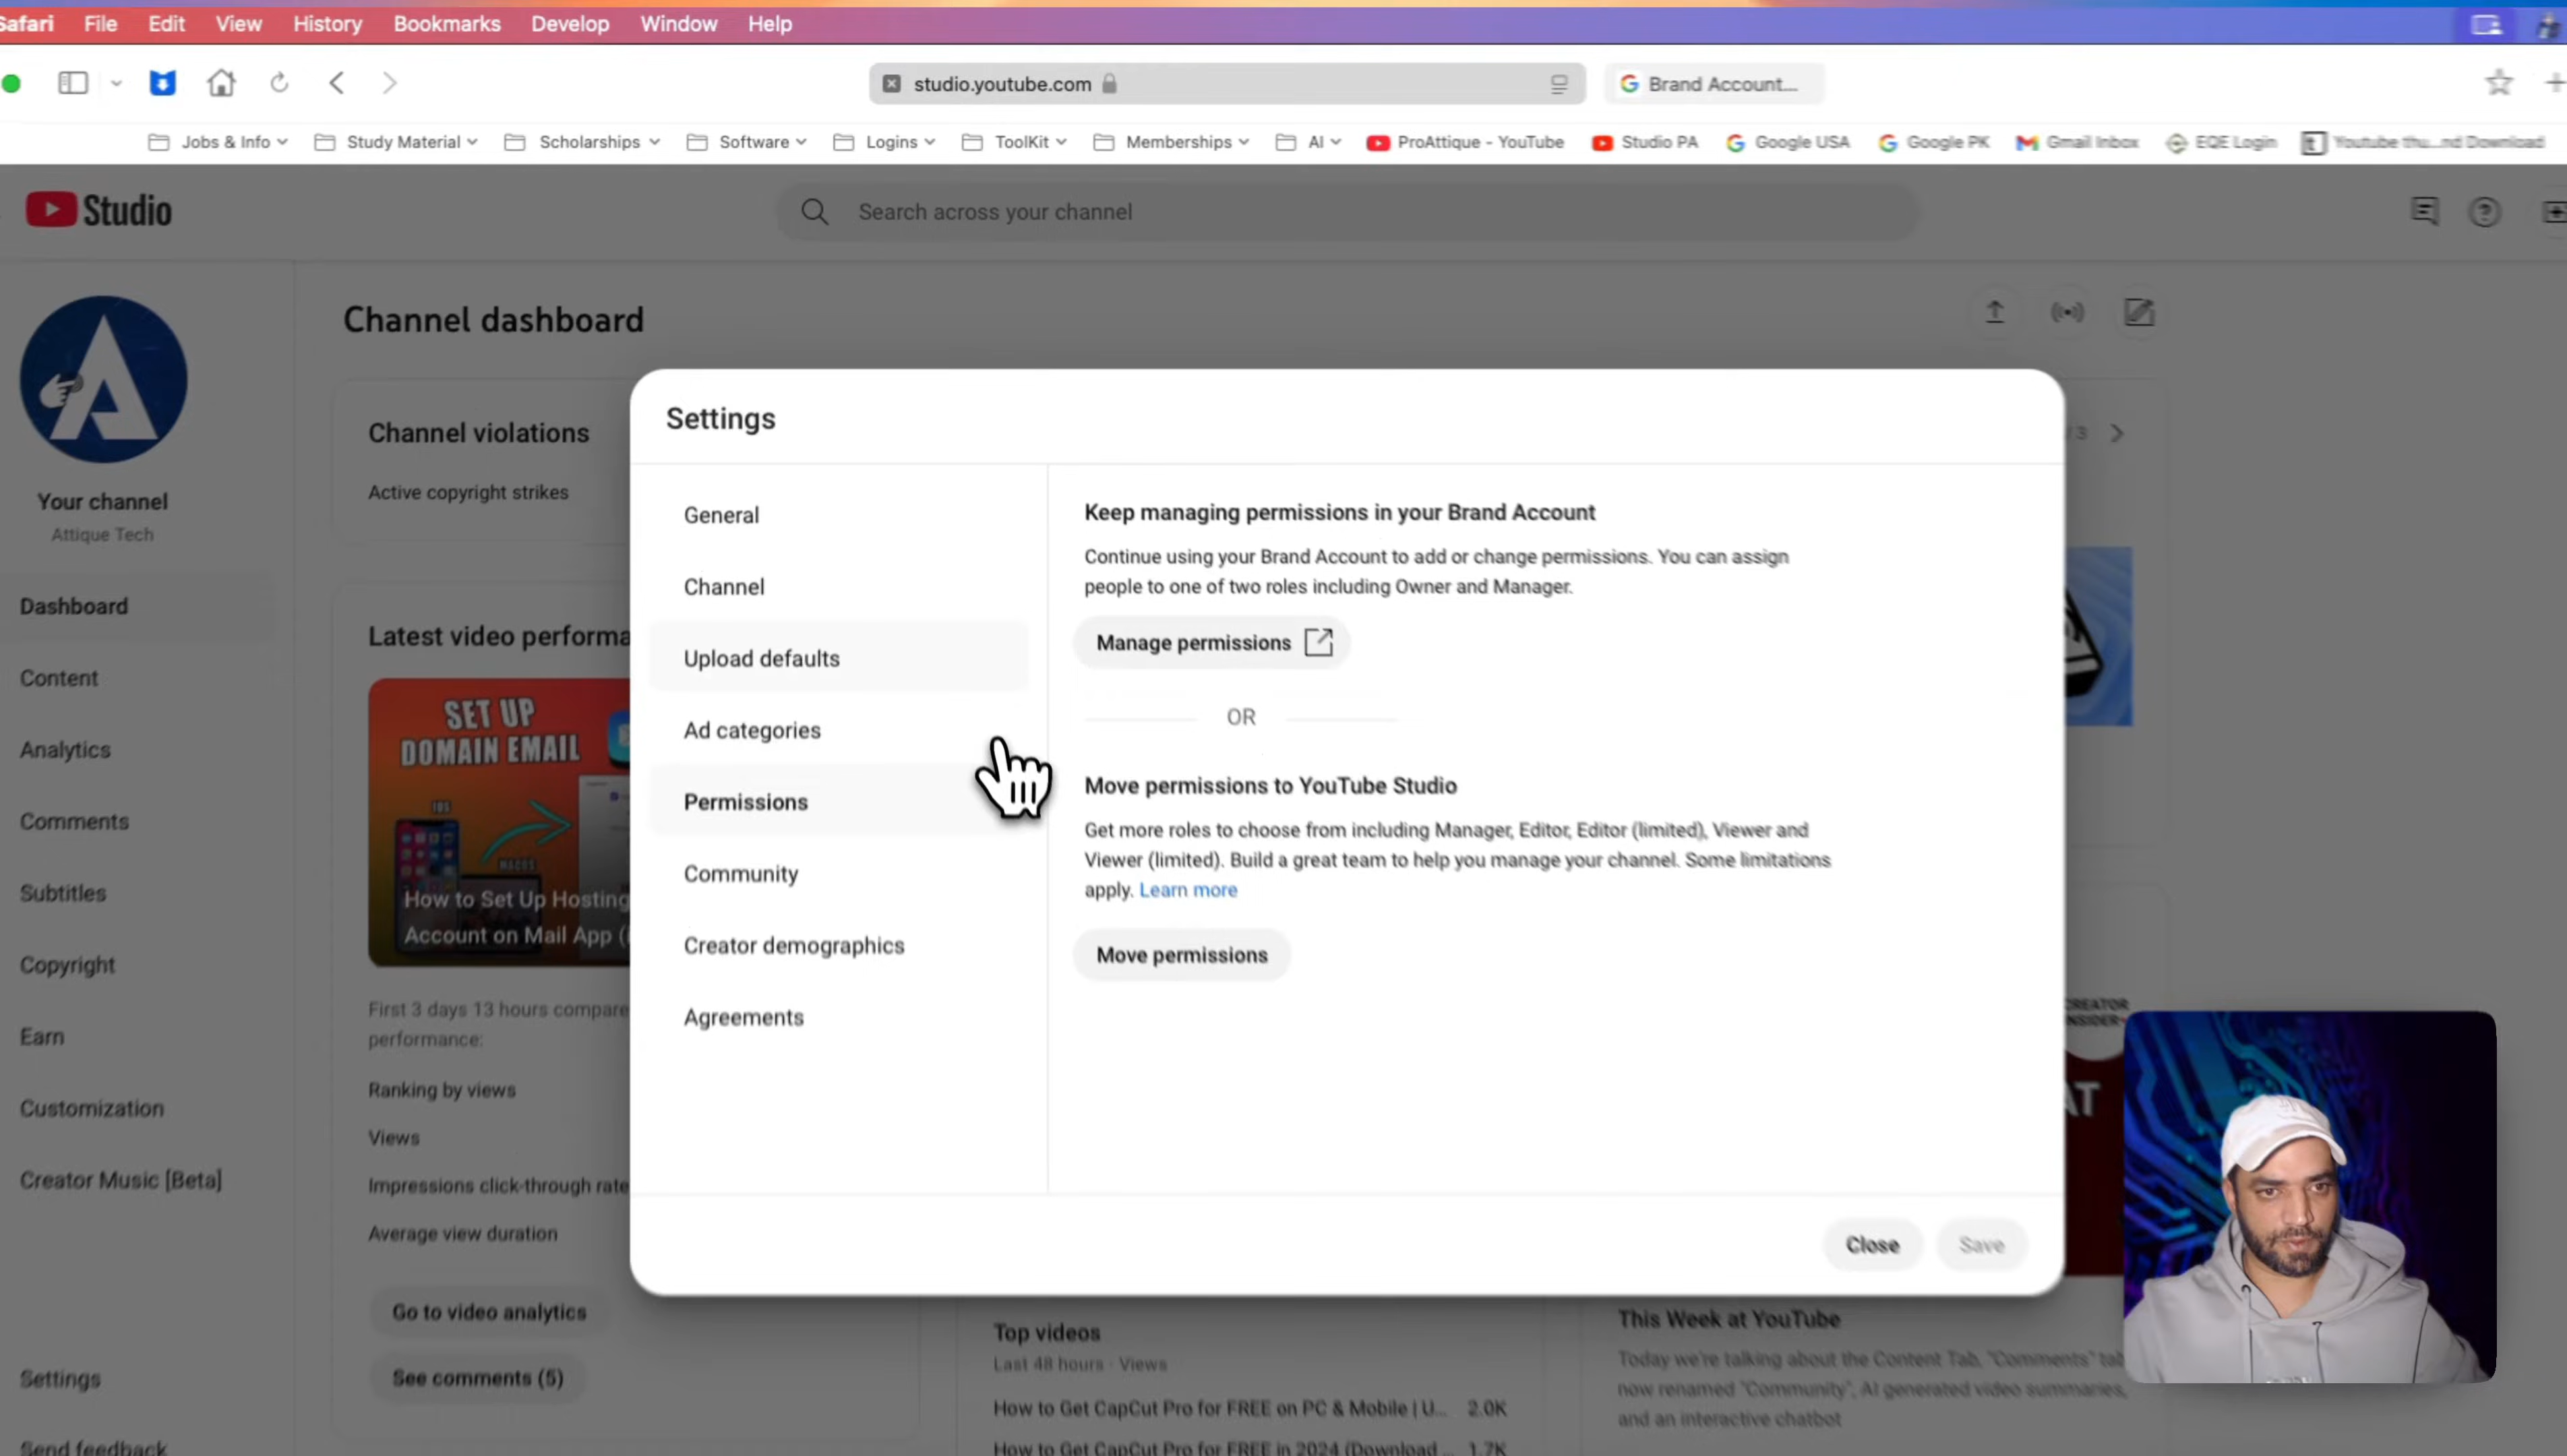 Safari File Edit View History Bookmarks Develop Window Help
studio.youtube.com
Brand Account...
Jobs & Info
Study Material
Scholarships
Software
Logins
ToolKit
Memberships
AI
ProAttique - YouTube
Studio PA
Google USA
Google PK
Gmail Inbox
EQE Login
Youtube thu...nd Download
Studio
Search across your channel
Your channel
Attique Tech
Dashboard
Content
Analytics
Comments
Subtitles
Copyright
Earn
Customization
Creator Music [Beta]
Settings
Send feedback
Channel dashboard
Channel violations
Active copyright strikes
Latest video performa
SET UP
DOMAIN EMAIL
IOS
MACOS
How to Set Up Hosting
Account on Mail App (
First 3 days 13 hours compare
performance:
Ranking by views
Views
Impressions click-through rate
Average view duration
Go to video analytics
See comments (5)
Settings
General
Channel
Upload defaults
Ad categories
Permissions
Community
Creator demographics
Agreements
Keep managing permissions in your Brand Account
Continue using your Brand Account to add or change permissions. You can assign
people to one of two roles including Owner and Manager.
Manage permissions
OR
Move permissions to YouTube Studio
Get more roles to choose from including Manager, Editor, Editor (limited), Viewer and
Viewer (limited). Build a great team to help you manage your channel. Some limitations
apply. Learn more
Move permissions
Close
Save
/ 3
CREATOR
INSIDER
AT
Top videos
Last 48 hours · Views
How to Get CapCut Pro for FREE on PC & Mobile | U... 2.0K
How to Get CapCut Pro for FREE in 2024 (Download ... 1.7K
This Week at YouTube
Today we're talking about the Content Tab, "Comments" tab
now renamed "Community", AI generated video summaries,
and an interactive chatbot